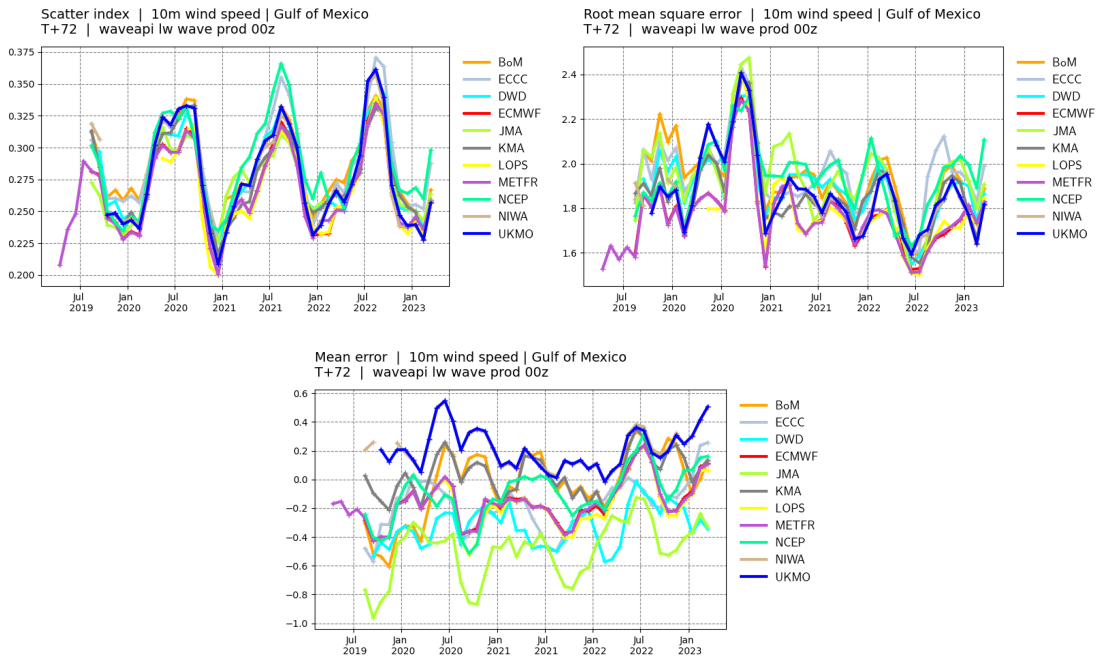 Scatter index | 10m wind speed | Gulf of Mexico
T+72 | waveapi lw wave prod 00z
0.375
0.350
0.325
0.300
0.275
0.250
0.225
0.200
Jul 2019
Jan 2020
Jul 2020
Jan 2021
Jul 2021
Jan 2022
Jul 2022
Jan 2023
BoM
ECCC
DWD
ECMWF
JMA
KMA
LOPS
METFR
NCEP
NIWA
UKMO
Root mean square error | 10m wind speed | Gulf of Mexico
T+72 | waveapi lw wave prod 00z
2.4
2.2
2.0
1.8
1.6
Jul 2019
Jan 2020
Jul 2020
Jan 2021
Jul 2021
Jan 2022
Jul 2022
Jan 2023
BoM
ECCC
DWD
ECMWF
JMA
KMA
LOPS
METFR
NCEP
NIWA
UKMO
Mean error | 10m wind speed | Gulf of Mexico
T+72 | waveapi lw wave prod 00z
0.6
0.4
0.2
0.0
−0.2
−0.4
−0.6
−0.8
−1.0
Jul 2019
Jan 2020
Jul 2020
Jan 2021
Jul 2021
Jan 2022
Jul 2022
Jan 2023
BoM
ECCC
DWD
ECMWF
JMA
KMA
LOPS
METFR
NCEP
NIWA
UKMO